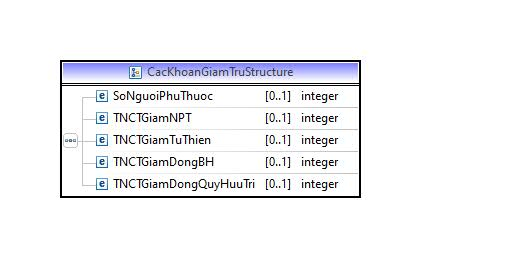 CacKhoanGiamTruStructure
e SoNguoiPhuThuoc [0..1] integer
e TNCTGiamNPT [0..1] integer
e TNCTGiamTuThien [0..1] integer
e TNCTGiamDongBH [0..1] integer
e TNCTGiamDongQuyHuuTri [0..1] integer